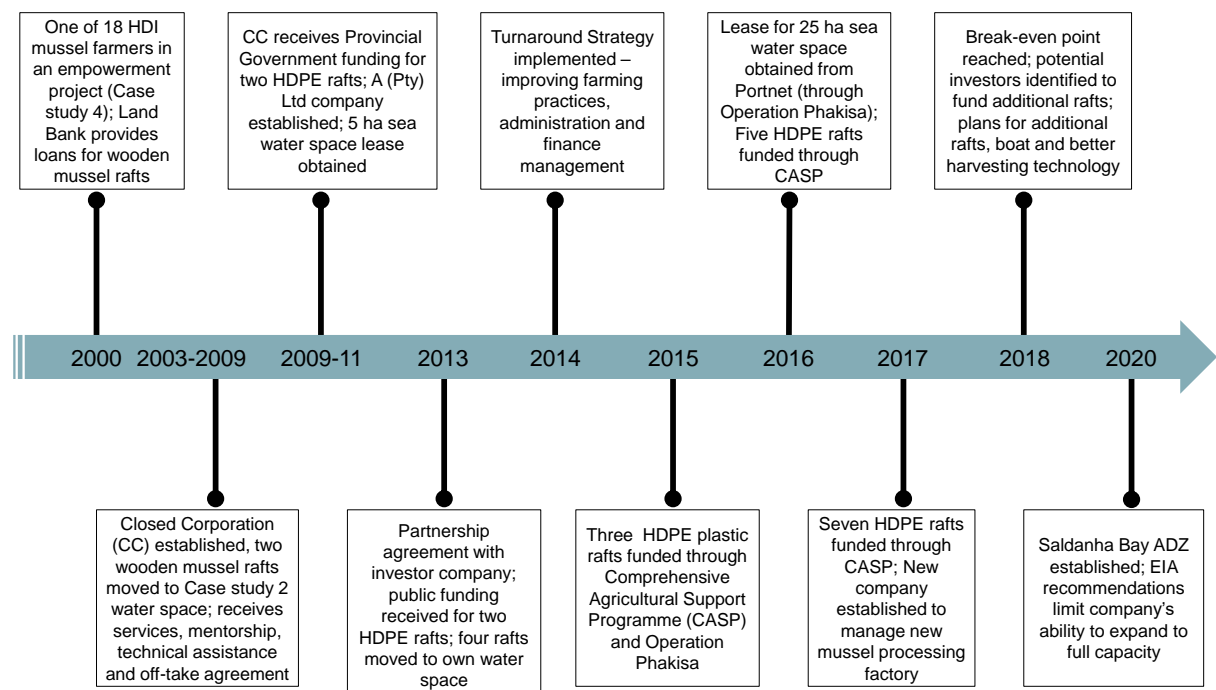 One of 18 HDI
mussel farmers in
an empowerment
project (Case
study 4); Land
Bank provides
loans for wooden
mussel rafts
CC receives Provincial
Government funding for
two HDPE rafts; A (Pty)
Ltd company
established; 5 ha sea
water space lease
obtained
Turnaround Strategy
implemented –
improving farming
practices,
administration and
finance
management
Lease for 25 ha sea
water space
obtained from
Portnet (through
Operation Phakisa);
Five HDPE rafts
funded through
CASP
Break-even point
reached; potential
investors identified to
fund additional rafts;
plans for additional
rafts, boat and better
harvesting technology
2000 2003-2009 2009-11 2013 2014 2015 2016 2017 2018 2020
Closed Corporation
(CC) established, two
wooden mussel rafts
moved to Case study 2
water space; receives
services, mentorship,
technical assistance
and off-take agreement
Partnership
agreement with
investor company;
public funding
received for two
HDPE rafts; four rafts
moved to own water
space
Three HDPE plastic
rafts funded through
Comprehensive
Agricultural Support
Programme (CASP)
and Operation
Phakisa
Seven HDPE rafts
funded through
CASP; New
company
established to
manage new
mussel processing
factory
Saldanha Bay ADZ
established; EIA
recommendations
limit company's
ability to expand to
full capacity